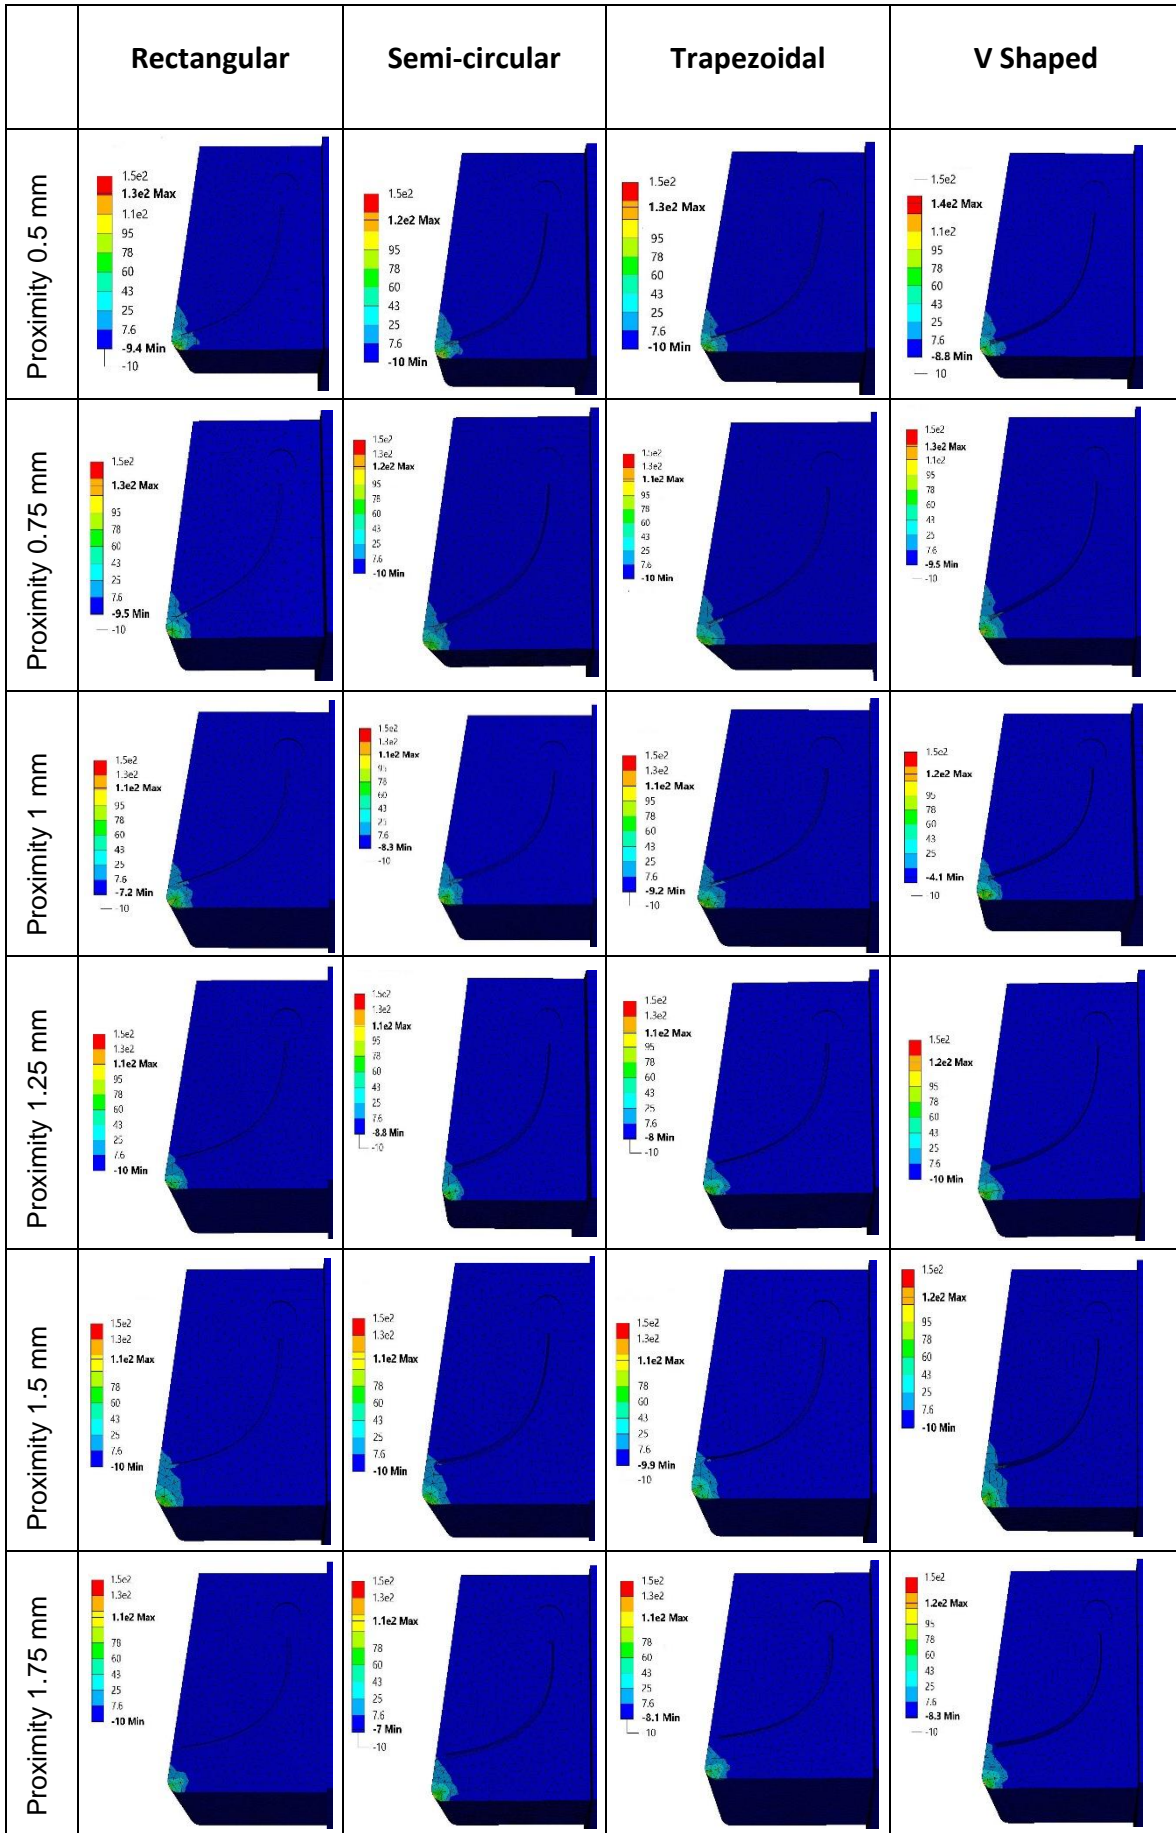 Rectangular
Semi-circular
Trapezoidal
V Shaped
Proximity 0.5 mm
1.5e2
1.3e2 Max
1.1e2
95
78
60
43
25
7.6
-9.4 Min
-10
1.5e2
1.2e2 Max
95
78
60
43
25
7.6
-10 Min
1.5e2
1.3e2 Max
95
78
60
43
25
7.6
-10 Min
1.5e2
1.4e2 Max
1.1e2
95
78
60
43
25
7.6
-8.8 Min
10
Proximity 0.75 mm
1.5e2
1.3e2 Max
95
78
60
43
25
7.6
-9.5 Min
-10
1.5e2
1.3e2
1.2e2 Max
95
78
60
43
25
7.6
-10 Min
1.5e2
1.3e2
1.1e2 Max
95
78
60
43
25
7.6
-10 Min
1.5e2
1.3e2 Max
1.1e2
95
78
60
43
25
7.6
-9.5 Min
-10
Proximity 1 mm
1.5e2
1.3e2
1.1e2 Max
95
78
60
43
25
7.6
-7.2 Min
-10
1.5e2
1.3e2
1.1e2 Max
95
78
60
43
25
7.6
-8.3 Min
-10
1.5e2
1.3e2
1.1e2 Max
95
78
60
43
25
7.6
-9.2 Min
-10
1.5e2
1.2e2 Max
95
78
60
43
25
-4.1 Min
10
Proximity 1.25 mm
1.5e2
1.3e2
1.1e2 Max
95
78
60
43
25
7.6
-10 Min
1.5e2
1.3e2
1.1e2 Max
95
78
60
43
25
7.6
-8.8 Min
-10
1.5e2
1.3e2
1.1e2 Max
95
78
60
43
25
7.6
-8 Min
-10
1.5e2
1.2e2 Max
95
78
60
43
25
7.6
-10 Min
Proximity 1.5 mm
1.5e2
1.3e2
1.1e2 Max
78
60
43
25
7.6
-10 Min
1.5e2
1.3e2
1.1e2 Max
78
60
43
25
7.6
-10 Min
1.5e2
1.3e2
1.1e2 Max
78
60
43
25
7.6
-9.9 Min
-10
1.5e2
1.2e2 Max
95
78
60
43
25
7.6
-10 Min
Proximity 1.75 mm
1.5e2
1.3e2
1.1e2 Max
78
60
43
25
7.6
-10 Min
1.5e2
1.3e2
1.1e2 Max
78
60
43
25
7.6
-7 Min
-10
1.5e2
1.3e2
1.1e2 Max
78
60
43
25
7.6
-8.1 Min
10
1.5e2
1.2e2 Max
95
78
60
43
25
7.6
-8.3 Min
-10